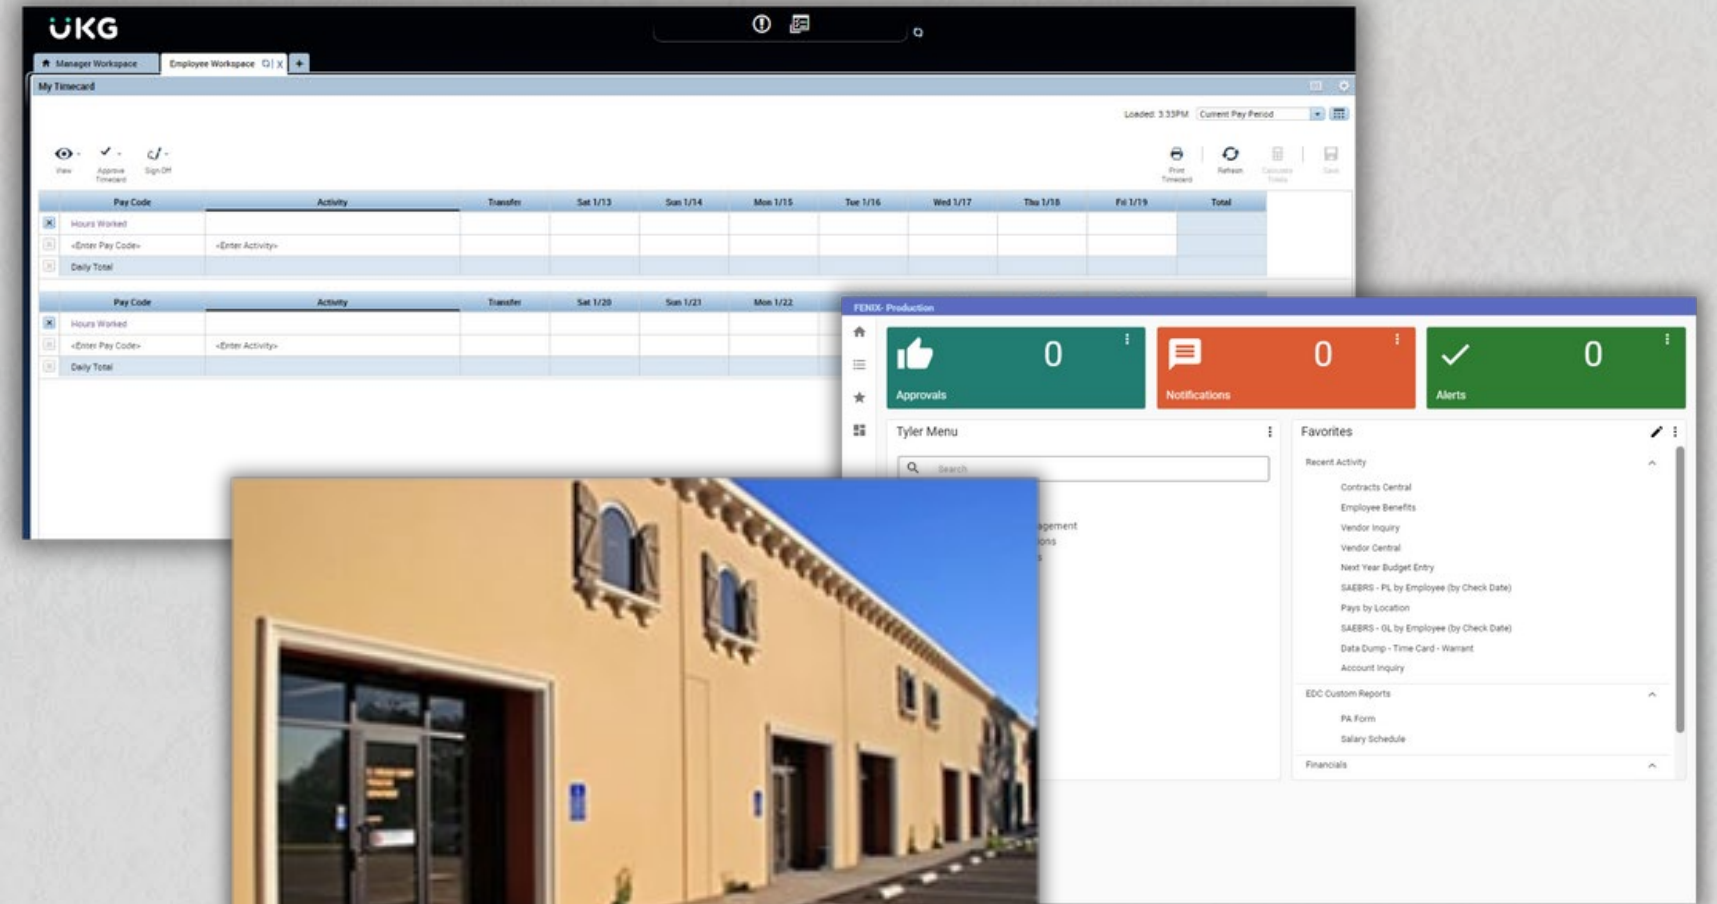 UKG
Manager Workspace
Employee Workspace
My Timecard
Loaded: 3:33PM Current Pay Period
View
Approve Timecard
Sign Off
Print Timecard
Refresh
Calculate Totals
Save
Pay Code Activity Transfer Sat 1/13 Sun 1/14 Mon 1/15 Tue 1/16 Wed 1/17 Thu 1/18 Fri 1/19 Total
Hours Worked
<Enter Pay Code> <Enter Activity>
Daily Total
Pay Code Activity Transfer Sat 1/20 Sun 1/21 Mon 1/22
Hours Worked
<Enter Pay Code> <Enter Activity>
Daily Total
FENIX- Production
0
Approvals
0
Notifications
0
Alerts
Tyler Menu
Search
agement
ions
s
Favorites
Recent Activity
Contracts Central
Employee Benefits
Vendor Inquiry
Vendor Central
Next Year Budget Entry
SAEBRS - PL by Employee (by Check Date)
Pays by Location
SAEBRS - GL by Employee (by Check Date)
Data Dump - Time Card - Warrant
Account Inquiry
EDC Custom Reports
PA Form
Salary Schedule
Financials